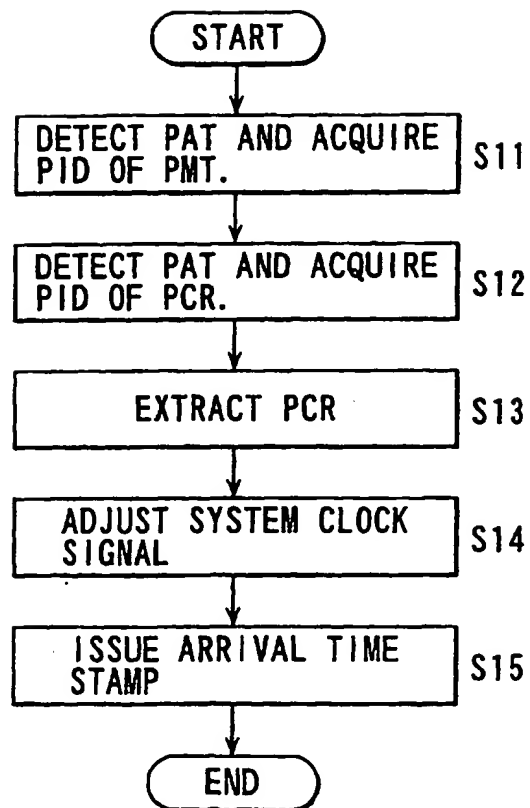 START
DETECT PAT AND ACQUIRE
PID OF PMT.
S11
DETECT PAT AND ACQUIRE
PID OF PCR.
S12
EXTRACT PCR
S13
ADJUST SYSTEM CLOCK
SIGNAL
S14
ISSUE ARRIVAL TIME
STAMP
S15
END